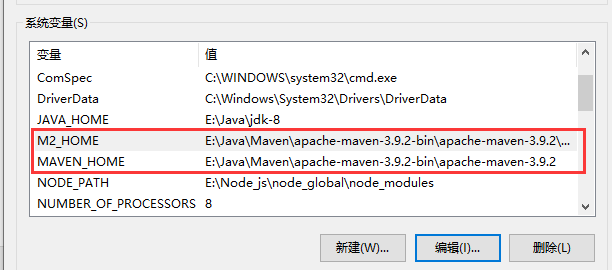 系统变量(S)
变量 值
ComSpec C:\WINDOWS\system32\cmd.exe
DriverData C:\Windows\System32\Drivers\DriverData
JAVA_HOME E:\Java\jdk-8
M2_HOME E:\Java\Maven\apache-maven-3.9.2-bin\apache-maven-3.9.2\...
MAVEN_HOME E:\Java\Maven\apache-maven-3.9.2-bin\apache-maven-3.9.2
NODE_PATH E:\Node_js\node_global\node_modules
NUMBER_OF_PROCESSORS 8
新建(W)... 编辑(I)... 删除(L)